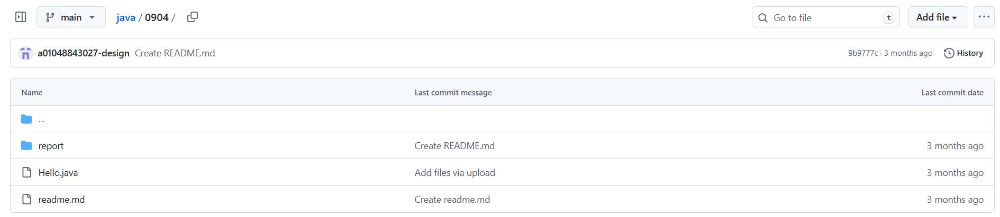 main java / 0904 / Go to file t Add file ...
a01048843027-design Create README.md 9b9777c · 3 months ago History
Name Last commit message Last commit date
..
report Create README.md 3 months ago
Hello.java Add files via upload 3 months ago
readme.md Create readme.md 3 months ago